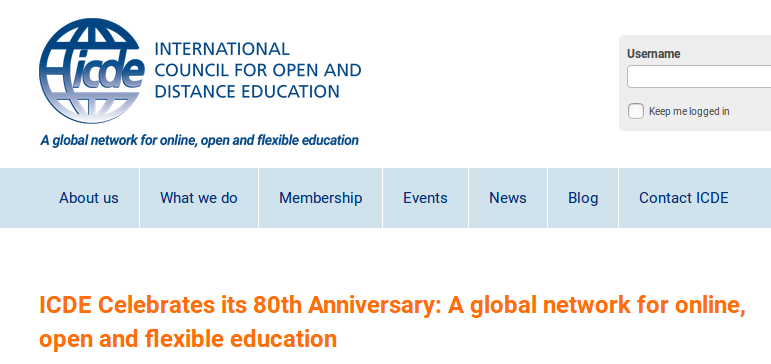 icde
INTERNATIONAL
COUNCIL FOR OPEN AND
DISTANCE EDUCATION
A global network for online, open and flexible education
Username
Keep me logged in
About us
What we do
Membership
Events
News
Blog
Contact ICDE
ICDE Celebrates its 80th Anniversary: A global network for online,
open and flexible education